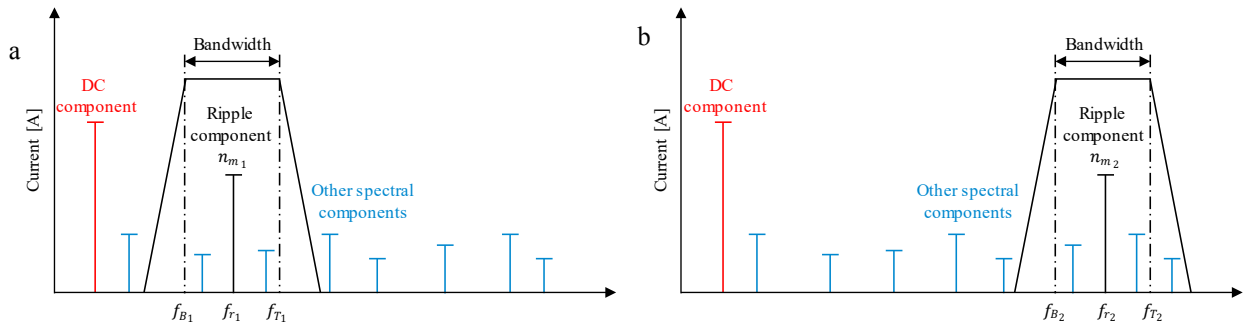 a
Bandwidth
DC
component
Ripple
component
n_{m_1}
Other spectral
components
Current [A]
f_{B_1}
f_{r_1}
f_{T_1}
b
Bandwidth
DC
component
Ripple
component
n_{m_2}
Other spectral
components
Current [A]
f_{B_2}
f_{r_2}
f_{T_2}